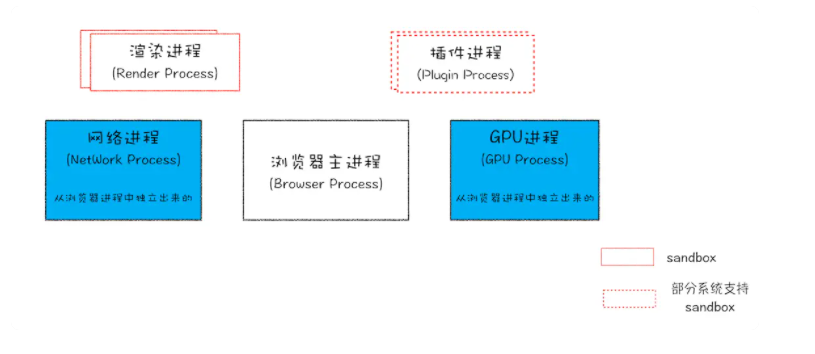 渲染进程
(Render Process)
插件进程
(Plugin Process)
网络进程
(NetWork Process)
从浏览器进程中独立出来的
浏览器主进程
(Browser Process)
GPU进程
(GPU Process)
从浏览器进程中独立出来的
sandbox
部分系统支持
sandbox